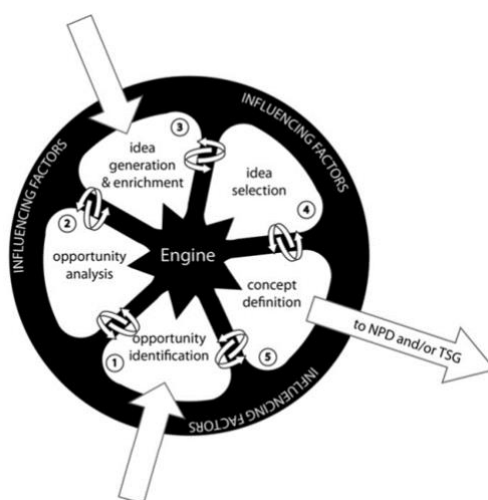 INFLUENCING FACTORS
INFLUENCING FACTORS
3
idea
generation
& enrichment
idea
selection
2
4
opportunity
analysis
Engine
concept
definition
opportunity
identification
1
5
to NPD and/or TSG
INFLUENCING FACTORS